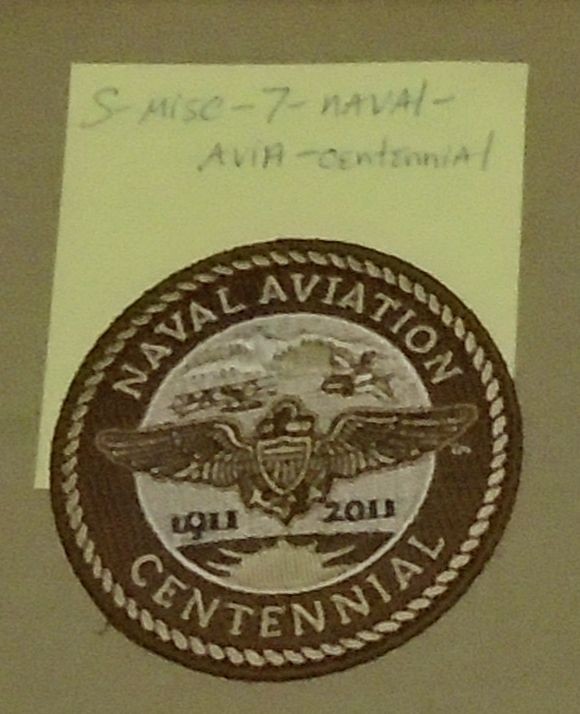 S-MISC-7-NAVAL-
AVIA-CENTENNIAL
NAVAL AVIATION
1911 2011
CENTENNIAL